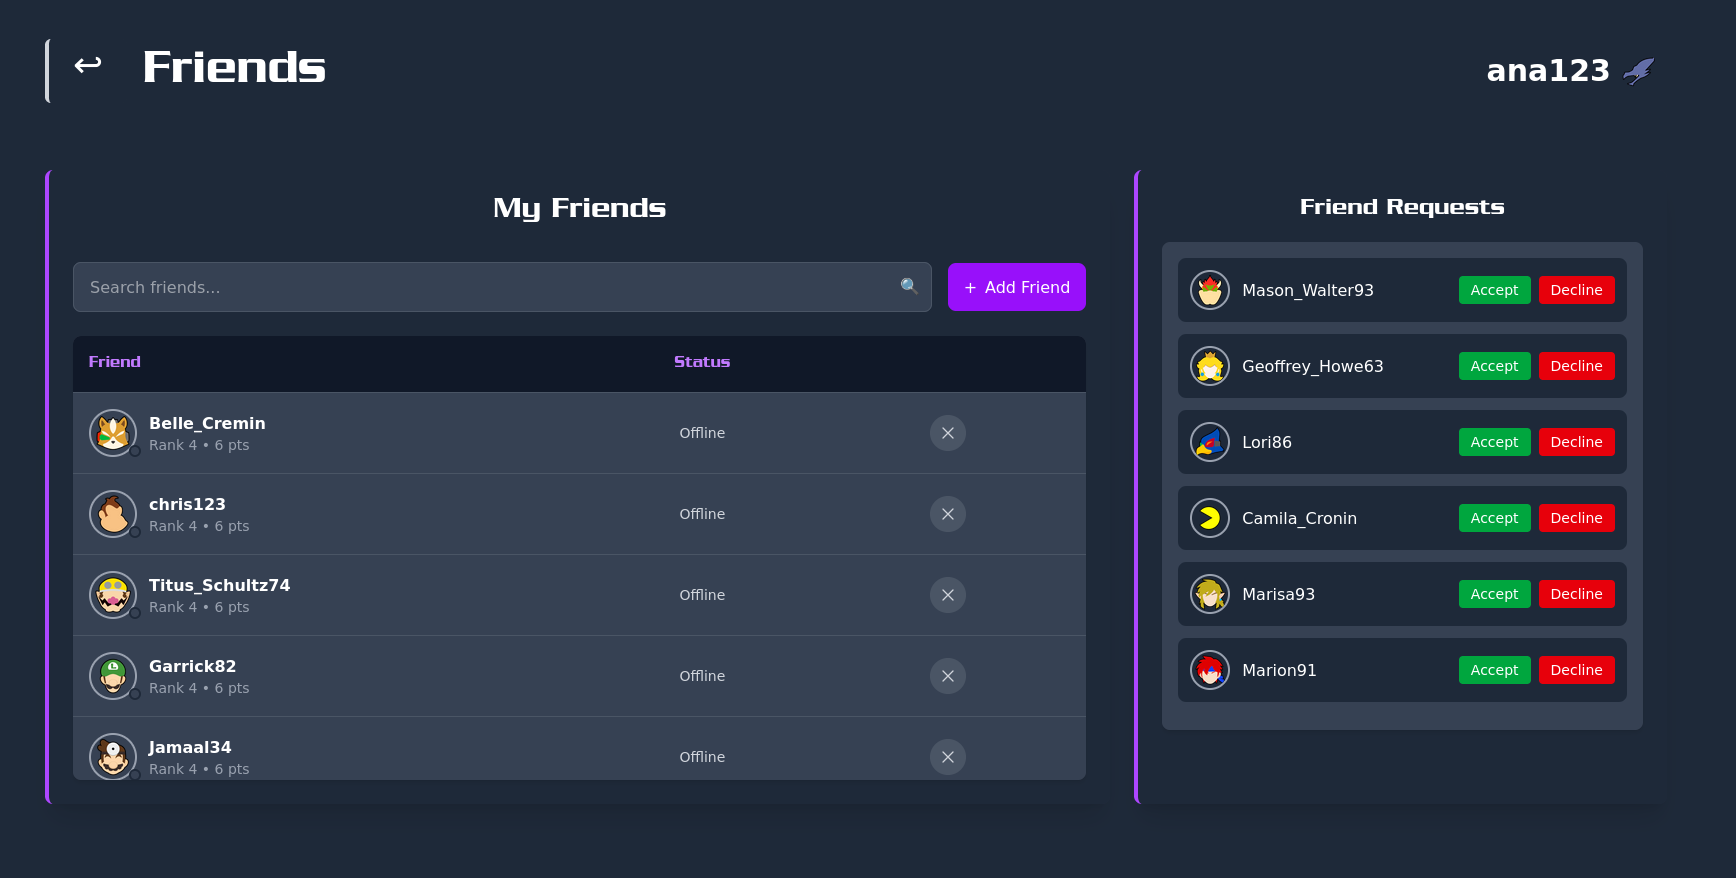 Friends
ana123
My Friends
Search friends...
+ Add Friend
Friend Status
Belle_Cremin
Rank 4 • 6 pts
Offline
chris123
Rank 4 • 6 pts
Offline
Titus_Schultz74
Rank 4 • 6 pts
Offline
Garrick82
Rank 4 • 6 pts
Offline
Jamaal34
Rank 4 • 6 pts
Offline
Friend Requests
Mason_Walter93 Accept Decline
Geoffrey_Howe63 Accept Decline
Lori86 Accept Decline
Camila_Cronin Accept Decline
Marisa93 Accept Decline
Marion91 Accept Decline